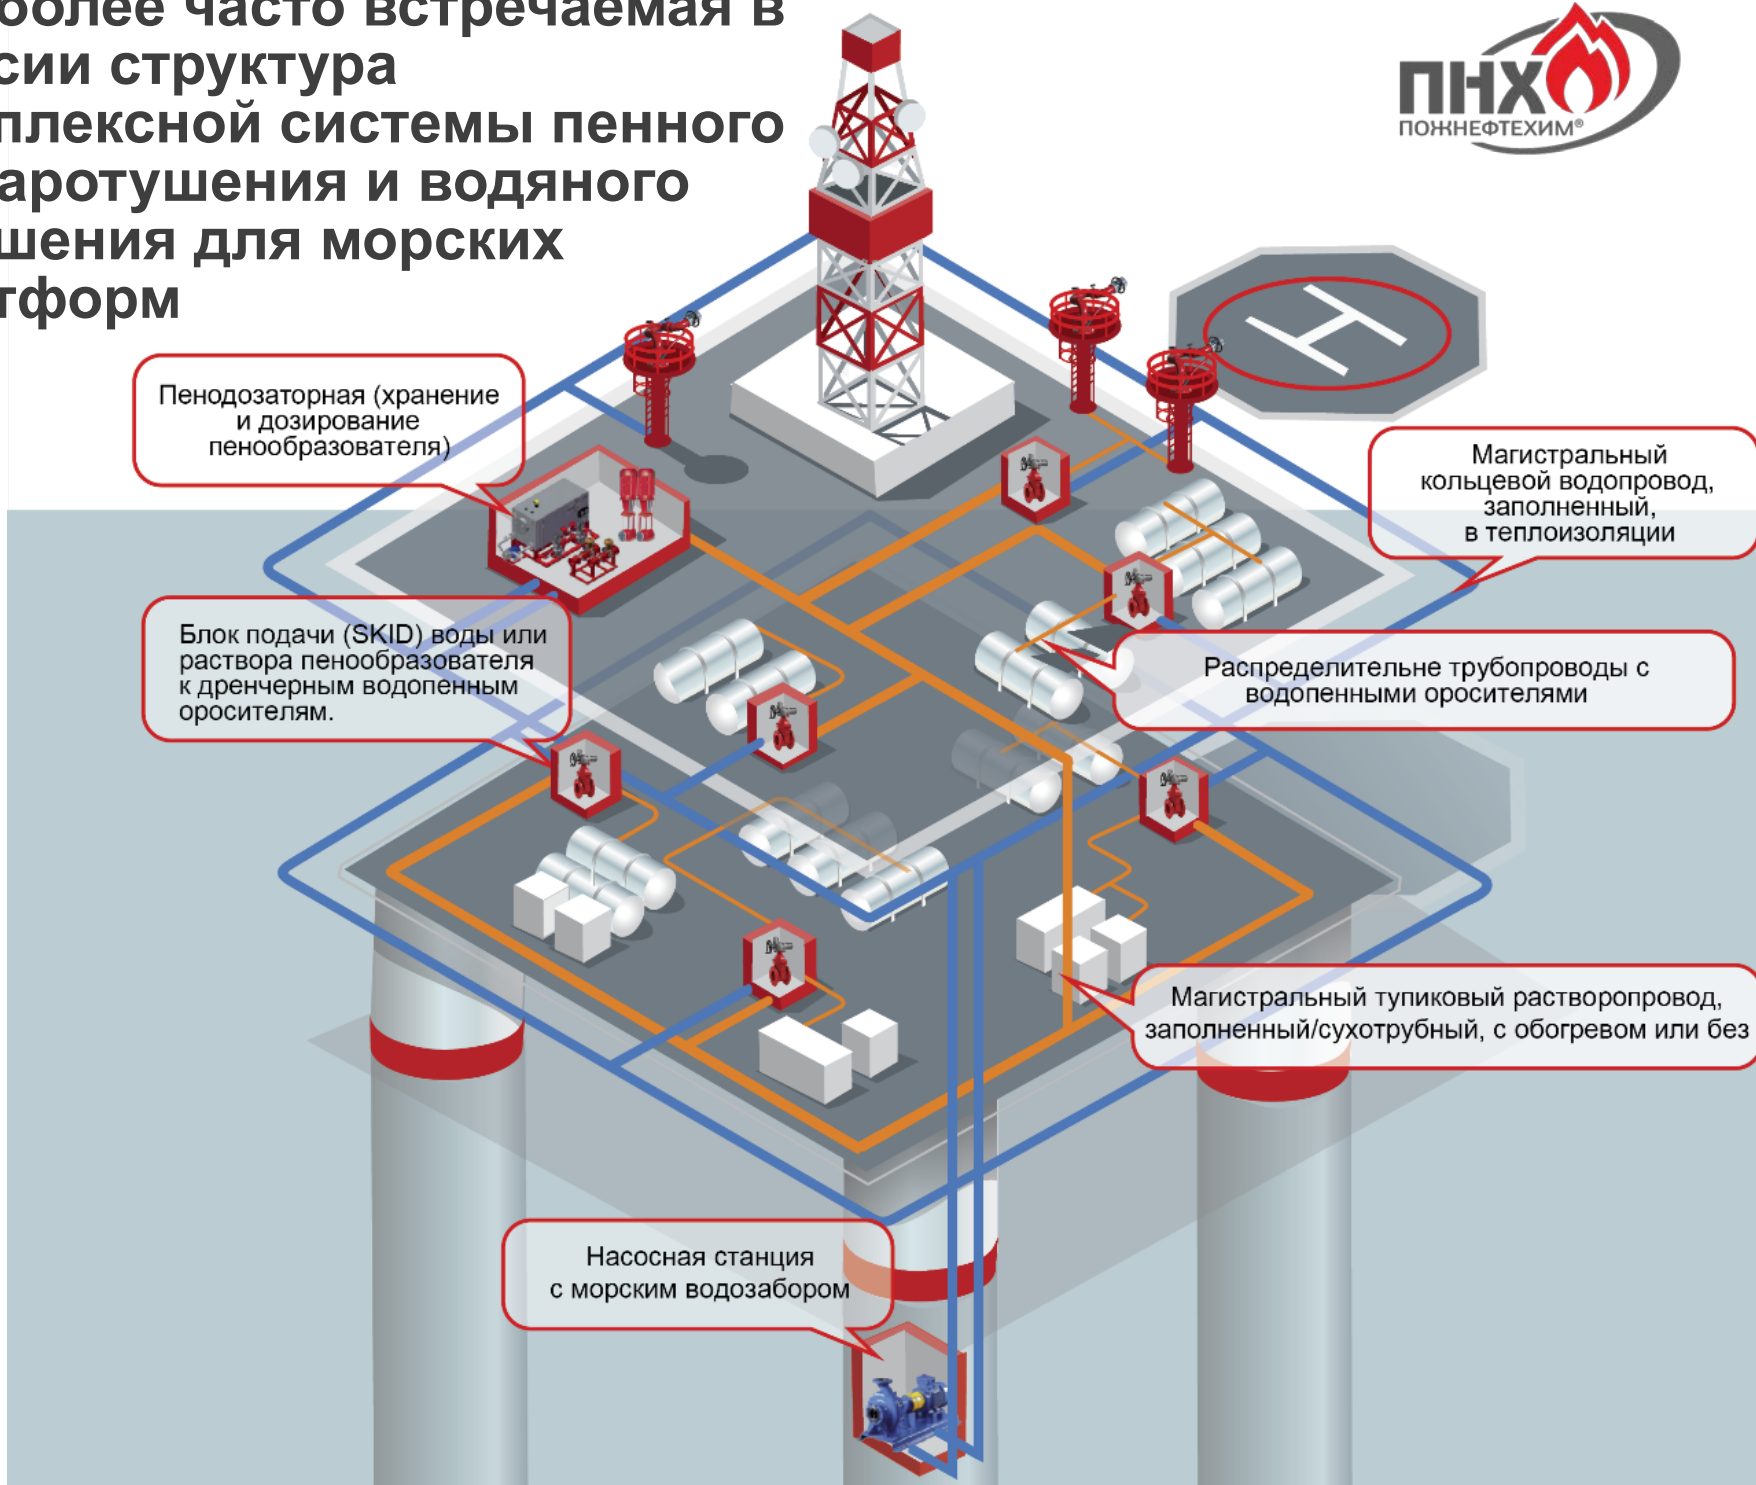 более часто встречаемая в
сии структура
плексной системы пенного
аротушения и водяного
шения для морских
тформ
ПНХ
ПОЖНЕФТЕХИМ®
H
Пенодозаторная (хранение
и дозирование
пенообразователя)
Магистральный
кольцевой водопровод,
заполненный,
в теплоизоляции
Блок подачи (SKID) воды или
раствора пенообразователя
к дренчерным водопенным
оросителям.
Распределительне трубопроводы с
водопенными оросителями
Магистральный тупиковый растворопровод,
заполненный/сухотрубный, с обогревом или без
Насосная станция
с морским водозабором